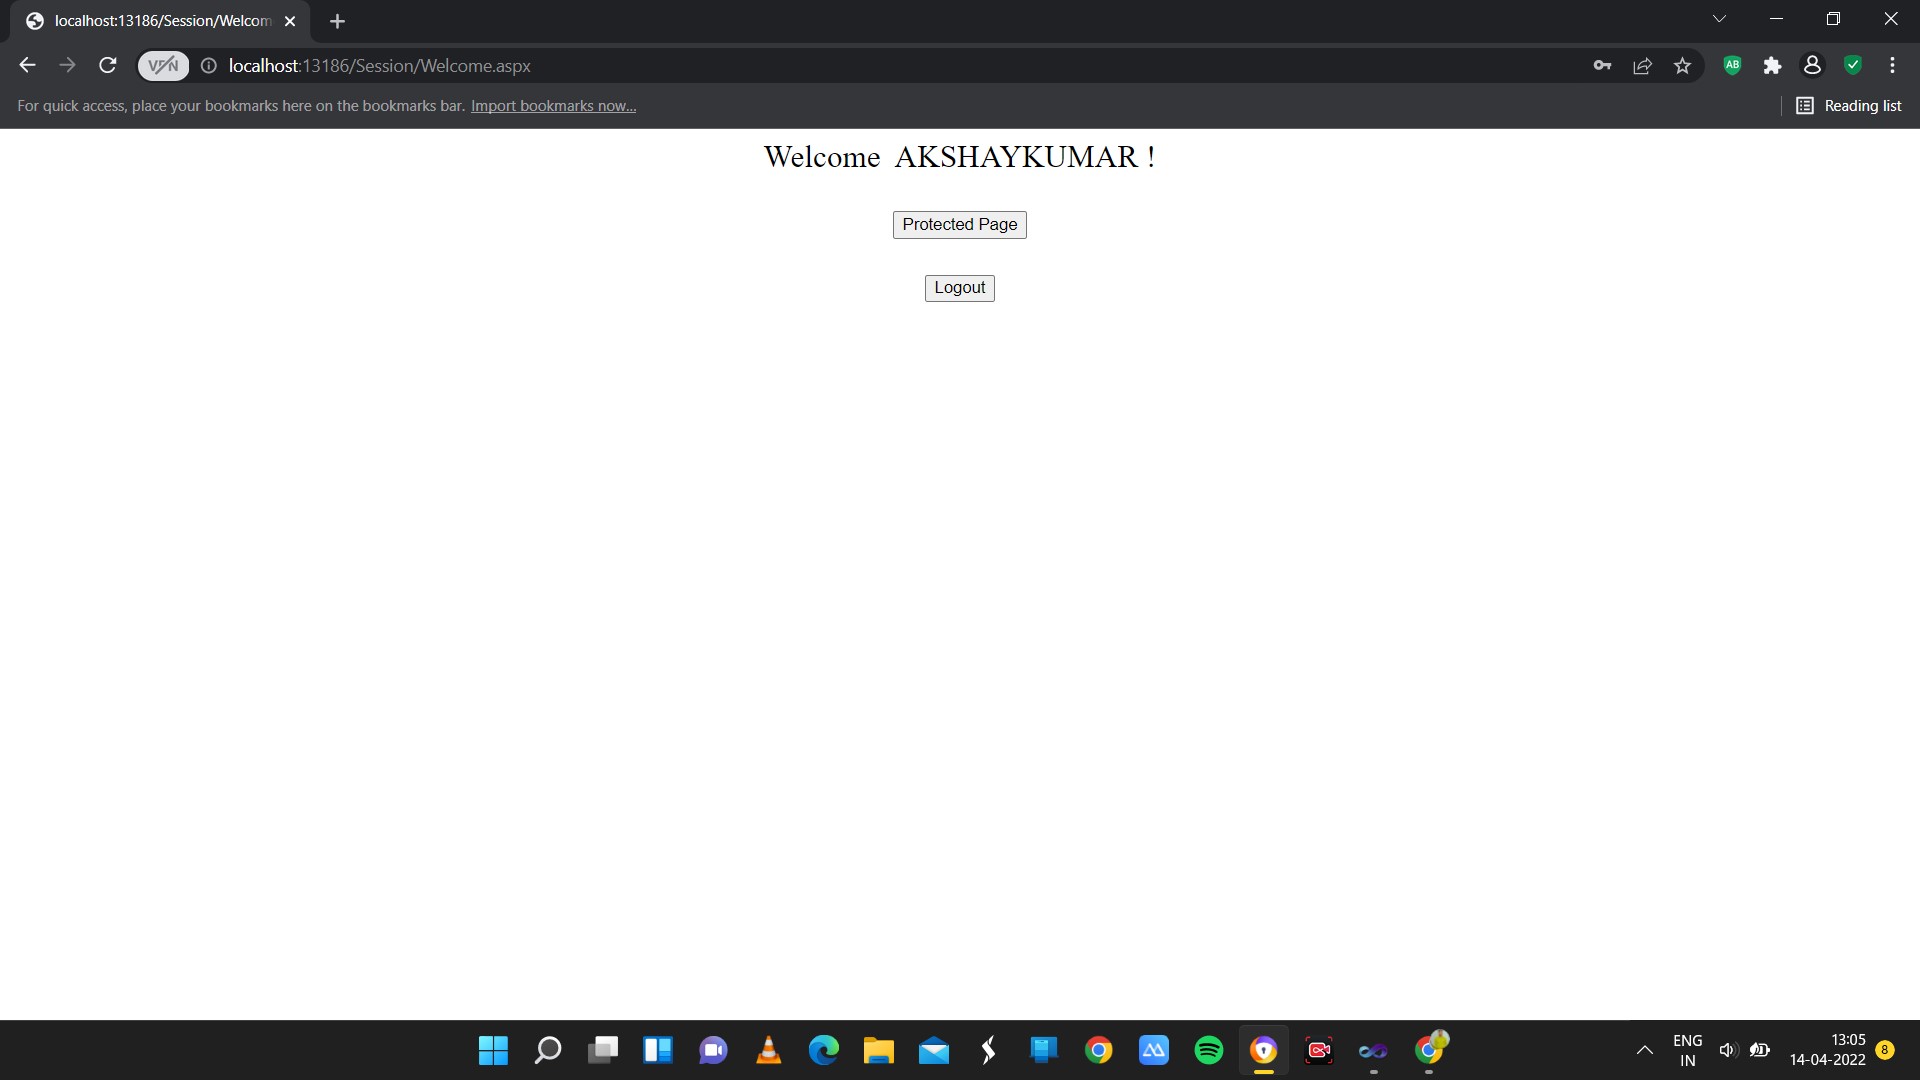 localhost:13186/Session/Welcom
VPN
localhost:13186/Session/Welcome.aspx
AB
For quick access, place your bookmarks here on the bookmarks bar. Import bookmarks now...
Reading list
Welcome AKSHAYKUMAR !
Protected Page
Logout
ENG
IN
13:05
14-04-2022
8